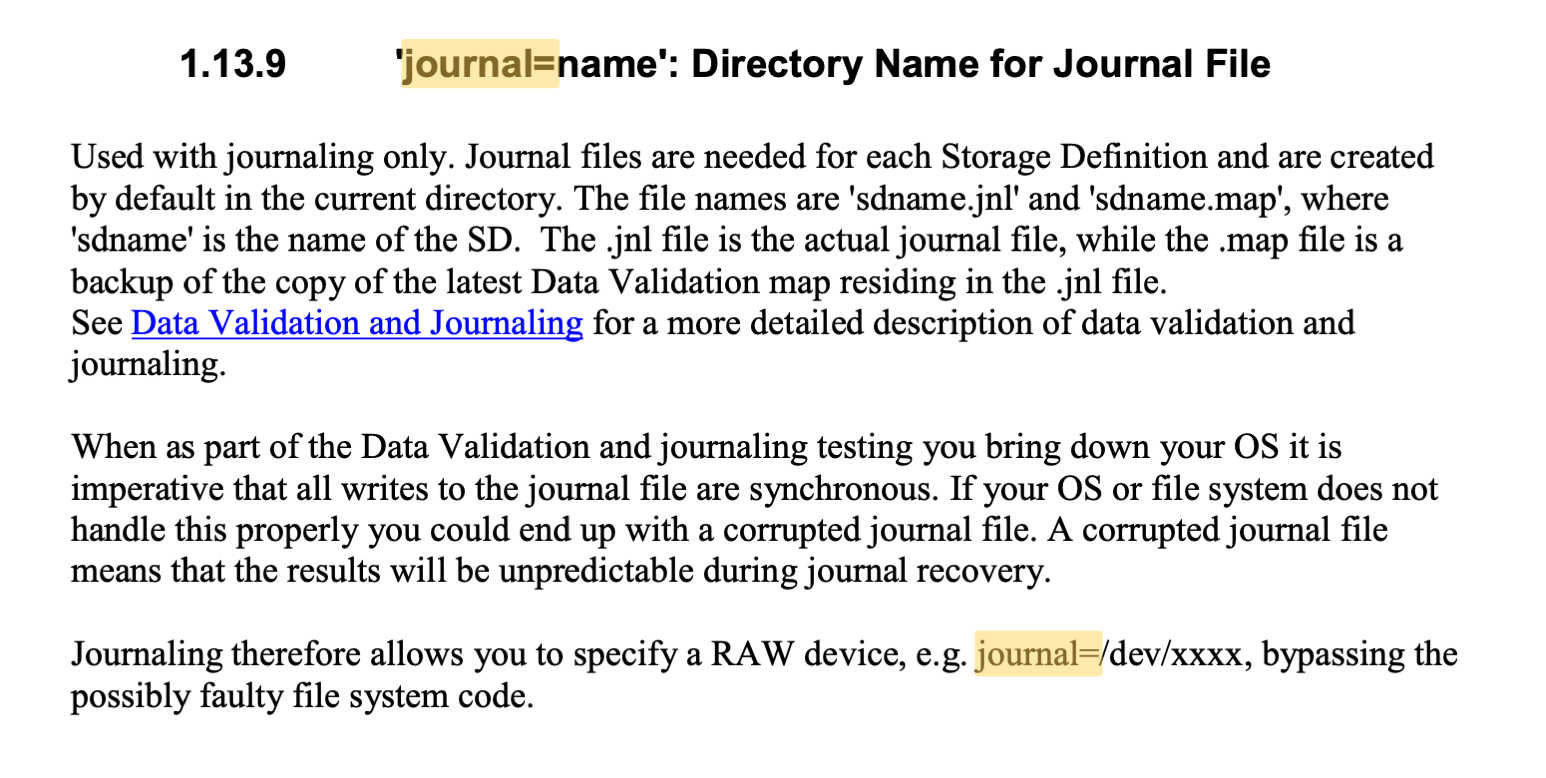 1.13.9 'journal=name': Directory Name for Journal File
Used with journaling only. Journal files are needed for each Storage Definition and are created
by default in the current directory. The file names are 'sdname.jnl' and 'sdname.map', where
'sdname' is the name of the SD.  The .jnl file is the actual journal file, while the .map file is a
backup of the copy of the latest Data Validation map residing in the .jnl file.
See Data Validation and Journaling for a more detailed description of data validation and
journaling.
When as part of the Data Validation and journaling testing you bring down your OS it is
imperative that all writes to the journal file are synchronous. If your OS or file system does not
handle this properly you could end up with a corrupted journal file. A corrupted journal file
means that the results will be unpredictable during journal recovery.
Journaling therefore allows you to specify a RAW device, e.g. journal=/dev/xxxx, bypassing the
possibly faulty file system code.